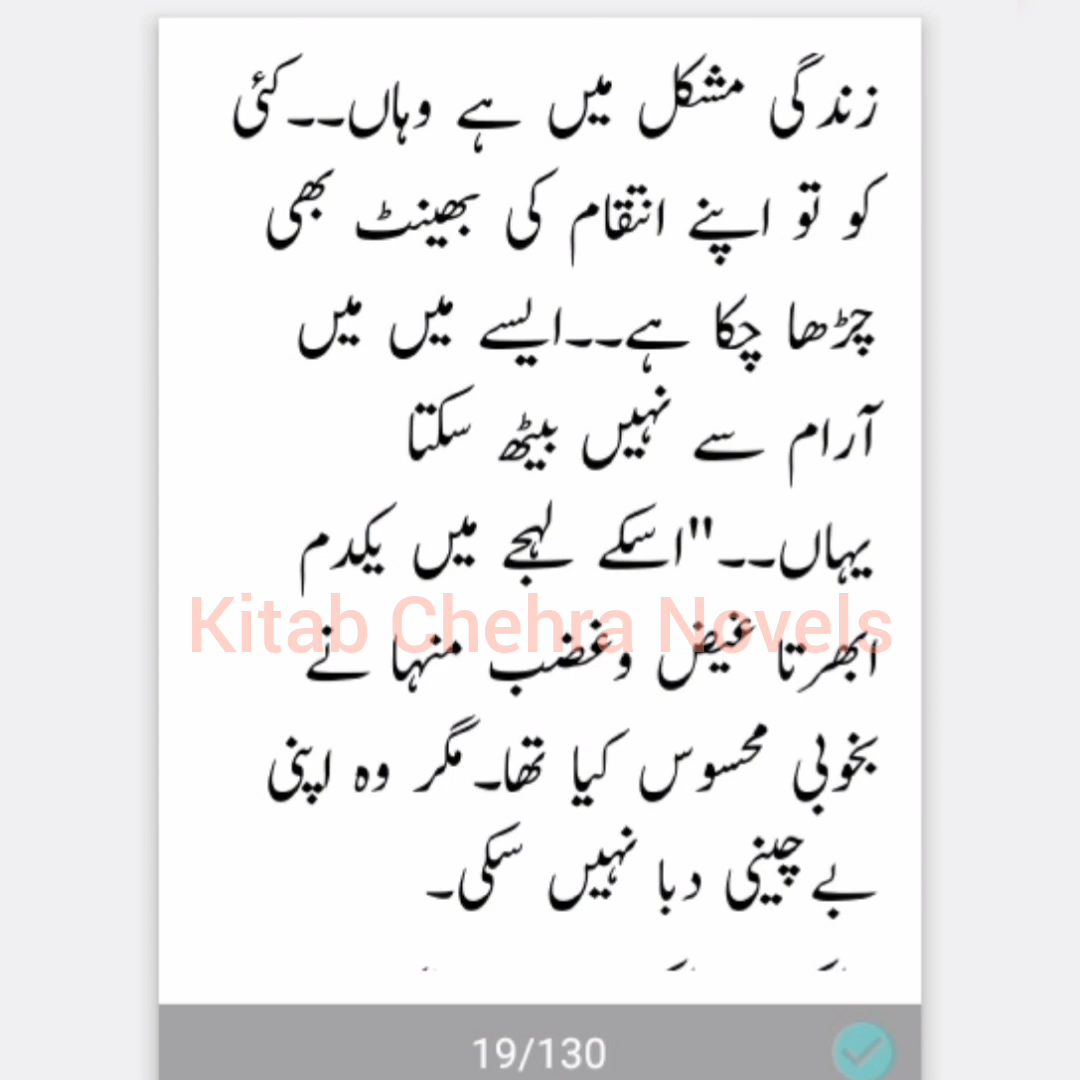 زندگی مشکل میں ہے وہاں۔۔کئی
کو تو اپنے انتقام کی بھینٹ بھی
چڑھا چکا ہے۔۔ایسے میں میں
آرام سے نہیں بیٹھ سکتا
یہاں۔۔"اسکے لہجے میں یکدم
Kitab Chehra Novels
ابھرتا غیض وغضب منہا نے
بخوبی محسوس کیا تھا۔مگر وہ اپنی
بےچینی دبا نہیں سکی۔
19/130